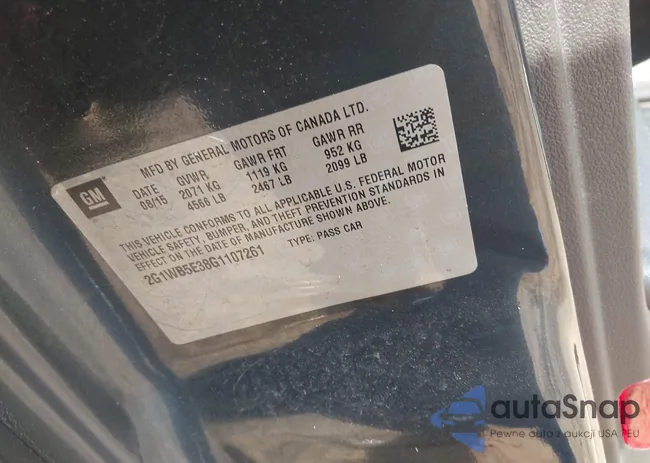 MFD BY GENERAL MOTORS OF CANADA LTD.
GM
DATE GVWR GAWR FRT GAWR RR
08/15 2071 KG 1119 KG 952 KG
4566 LB 2467 LB 2099 LB
THIS VEHICLE CONFORMS TO ALL APPLICABLE U.S. FEDERAL MOTOR
VEHICLE SAFETY, BUMPER, AND THEFT PREVENTION STANDARDS IN
EFFECT ON THE DATE OF MANUFACTURE SHOWN ABOVE.
2G1WB5E38G1107261 TYPE: PASS CAR
autaSnap
Pewne auta z aukcji USA i EU